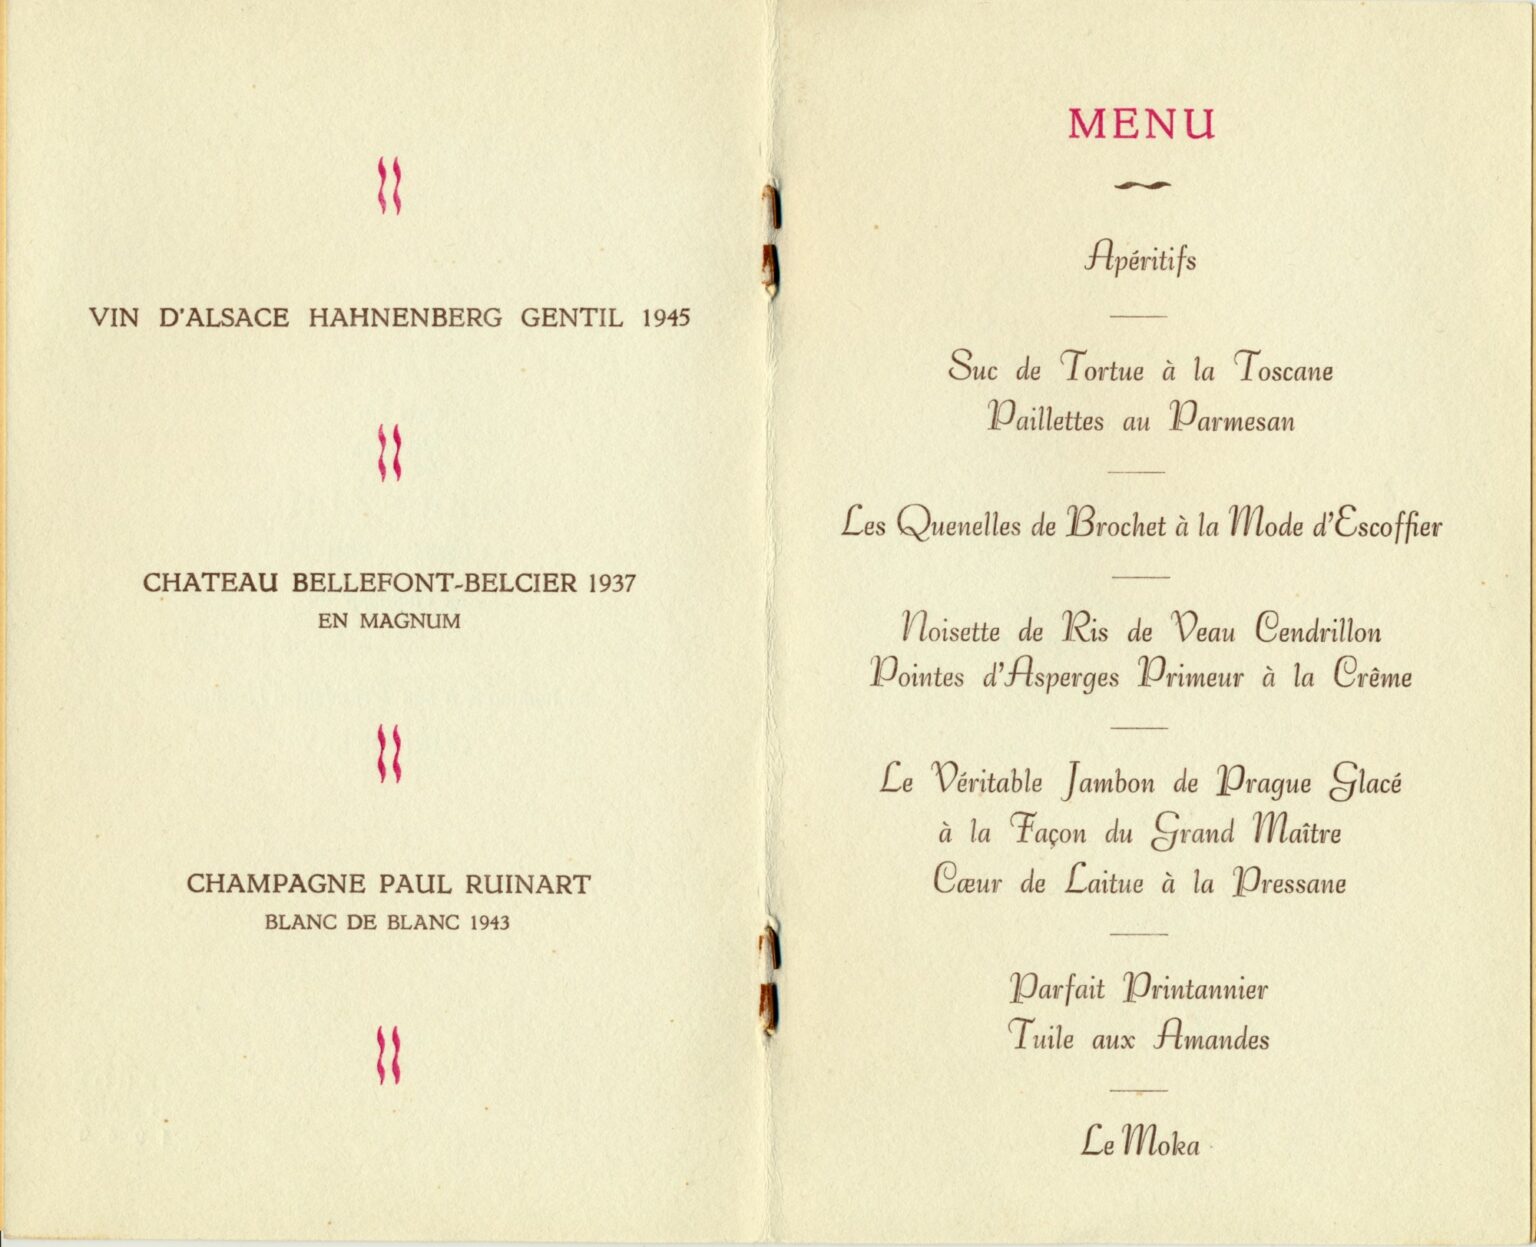 VIN D'ALSACE HAHNENBERG GENTIL 1945
CHATEAU BELLEFONT-BELCIER 1937
EN MAGNUM
CHAMPAGNE PAUL RUINART
BLANC DE BLANC 1943
MENU
Apéritifs
Suc de Tortue à la Toscane
Paillettes au Parmesan
Les Quenelles de Brochet à la Mode d'Escoffier
Noisette de Ris de Veau Cendrillon
Pointes d'Asperges Primeur à la Crême
Le Véritable Jambon de Prague Glacé
à la Façon du Grand Maître
Cœur de Laitue à la Pressane
Parfait Printannier
Tuile aux Amandes
Le Moka